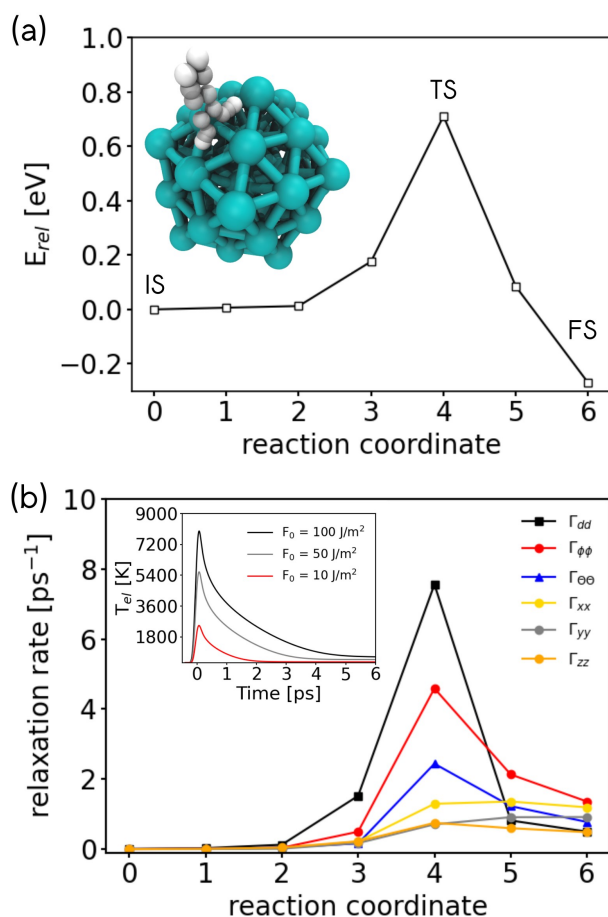 (a)
1.0
0.8
0.6
0.4
0.2
0.0
−0.2
E_rel [eV]
IS
TS
FS
0 1 2 3 4 5 6
reaction coordinate
(b)
10
8
6
4
2
0
relaxation rate [ps⁻¹]
9000
7200
5400
3600
1800
T_el [K]
F₀ = 100 J/m²
F₀ = 50 J/m²
F₀ = 10 J/m²
0 1 2 3 4 5 6
Time [ps]
Γ_dd
Γ_ϕϕ
Γ_ΘΘ
Γ_xx
Γ_yy
Γ_zz
0 1 2 3 4 5 6
reaction coordinate